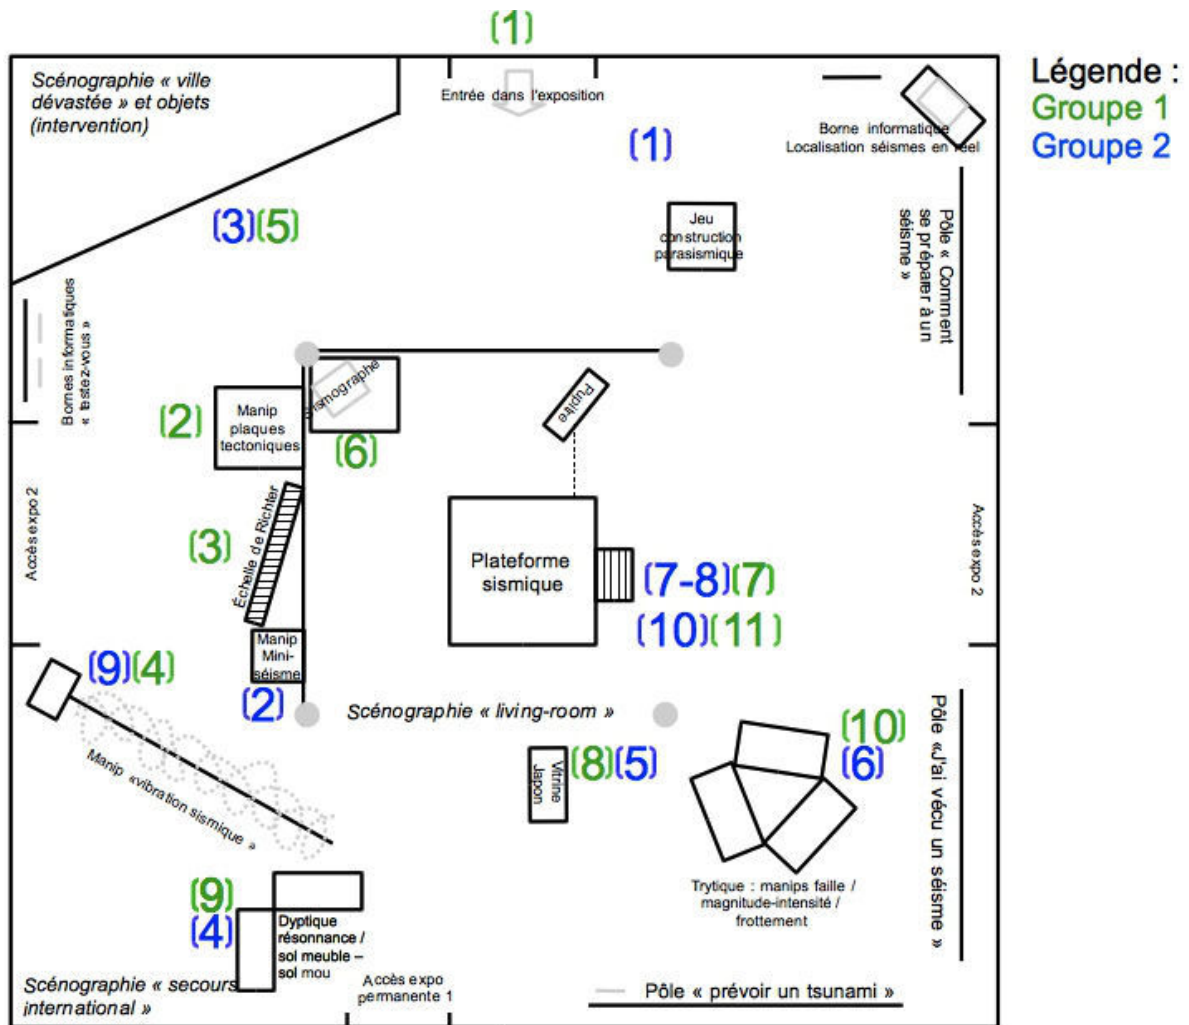 (1)
Scénographie « ville
dévastée » et objets
(intervention)
Entrée dans l'exposition
(1)
Borne informatique
Localisation séismes en réel
Légende :
Groupe 1
Groupe 2
(3)(5)
Jeu
construction
parasismique
Pôle « Comment
se préparer à un
séisme »
Bornes informatiques
« testez-vous »
Sismographe
Pupitre
Manip
plaques
tectoniques
(2)
(6)
Accès expo 2
Échelle de Richter
(3)
Plateforme
sismique
(7-8)(7)
(10)(11)
Accès expo 2
Manip
Mini-
séisme
(2)
(9)(4)
Manip «vibration sismique »
Scénographie « living-room »
Vitrine
Japon
(8)(5)
(10)
(6)
Trytique : manips faille /
magnitude-intensité /
frottement
Pôle «J'ai vécu un séisme »
(9)
(4)
Dyptique
résonnance /
sol meuble –
sol mou
Scénographie « secours
international »
Accès expo
permanente 1
Pôle « prévoir un tsunami »